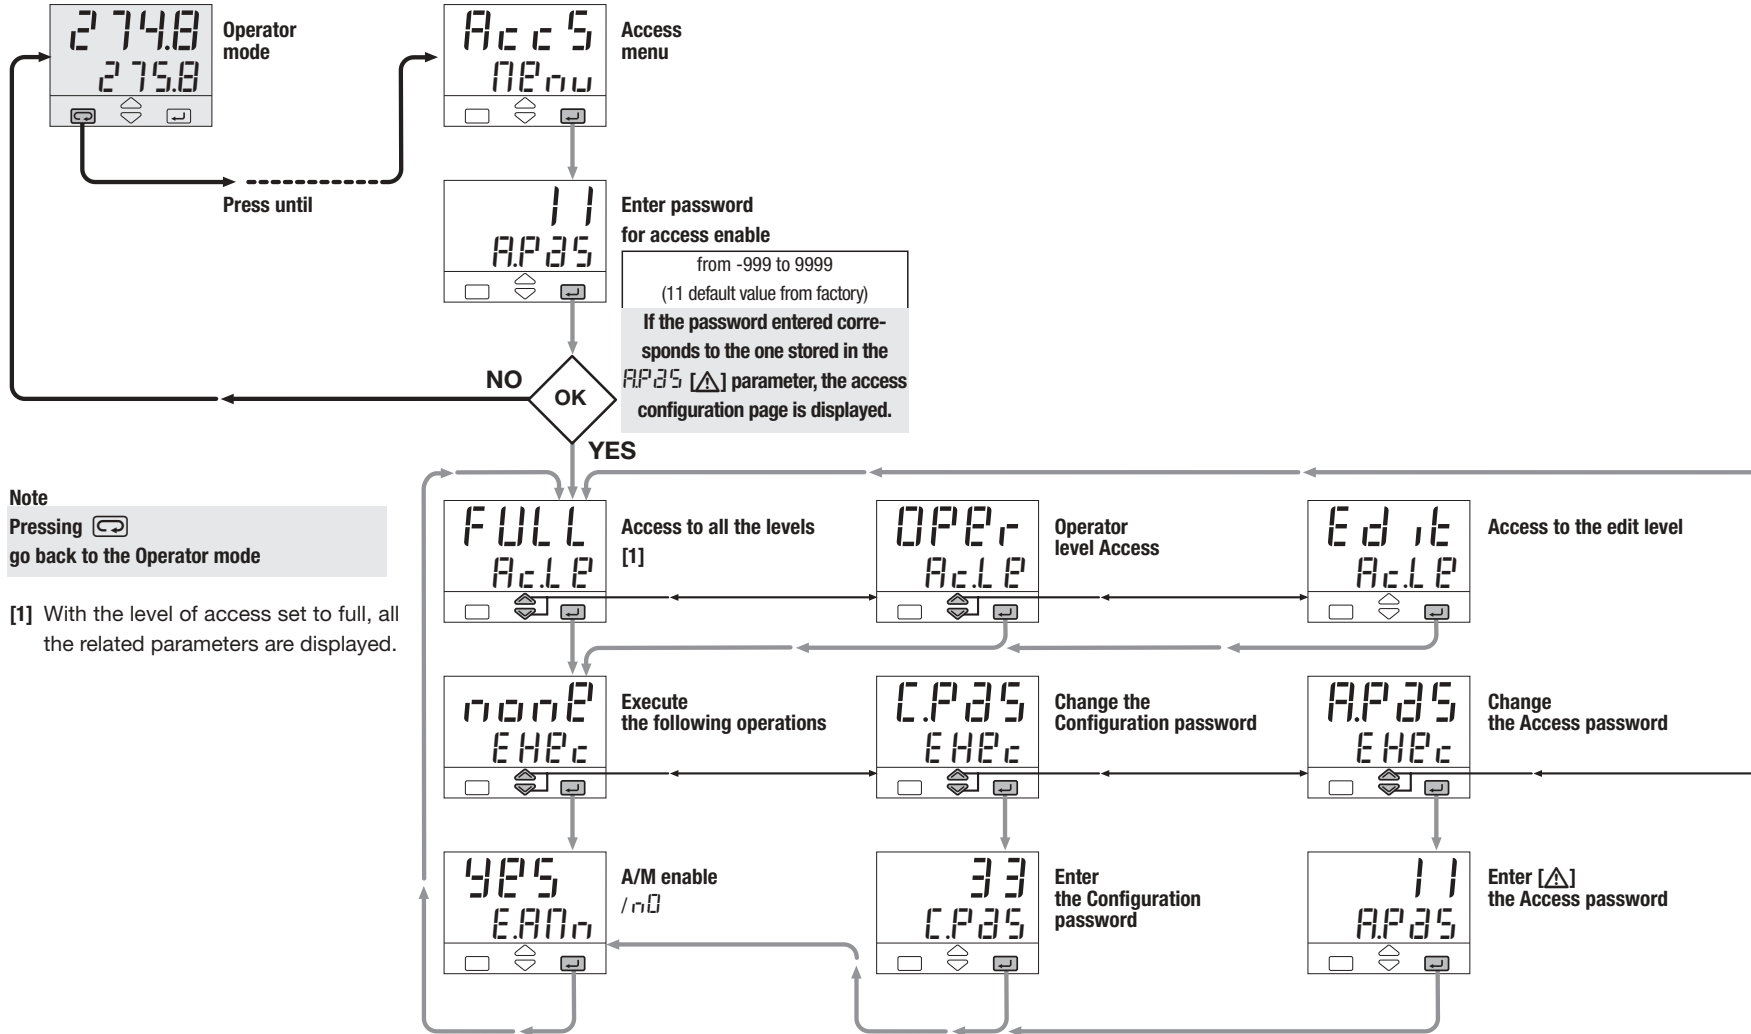 274.8
275.8
Operator
mode
AccS
MEnu
Access
menu
Press until
11
A.PaS
Enter password
for access enable
from -999 to 9999
(11 default value from factory)
If the password entered corre-
sponds to the one stored in the
A.PaS [⚠] parameter, the access
configuration page is displayed.
NO
OK
YES
Note
Pressing
go back to the Operator mode
[1] With the level of access set to full, all
the related parameters are displayed.
FULL
Ac.Le
Access to all the levels
[1]
OPEr
Ac.Le
Operator
level Access
Edit
Ac.Le
Access to the edit level
nonE
EHEc
Execute
the following operations
C.PaS
EHEc
Change the
Configuration password
A.PaS
EHEc
Change
the Access password
YES
E.AMn
A/M enable
/ nO
33
C.PaS
Enter
the Configuration
password
11
A.PaS
Enter [⚠]
the Access password